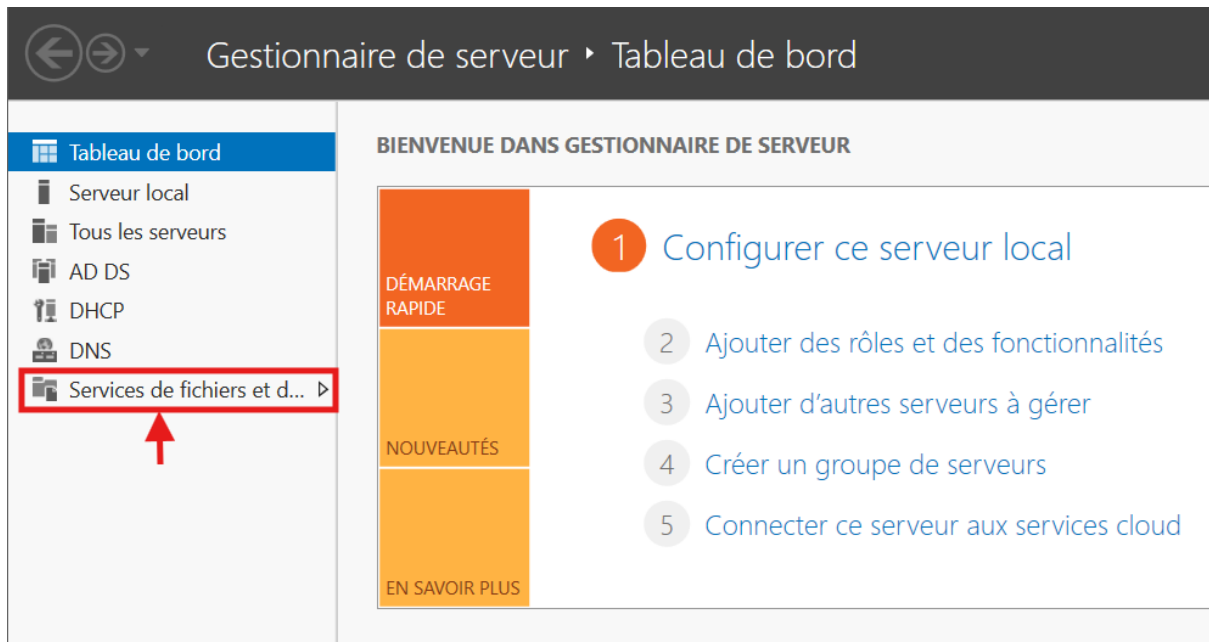 Gestionnaire de serveur ‣ Tableau de bord
Tableau de bord
Serveur local
Tous les serveurs
AD DS
DHCP
DNS
Services de fichiers et d...
BIENVENUE DANS GESTIONNAIRE DE SERVEUR
DÉMARRAGE
RAPIDE
NOUVEAUTÉS
EN SAVOIR PLUS
1 Configurer ce serveur local
2 Ajouter des rôles et des fonctionnalités
3 Ajouter d’autres serveurs à gérer
4 Créer un groupe de serveurs
5 Connecter ce serveur aux services cloud